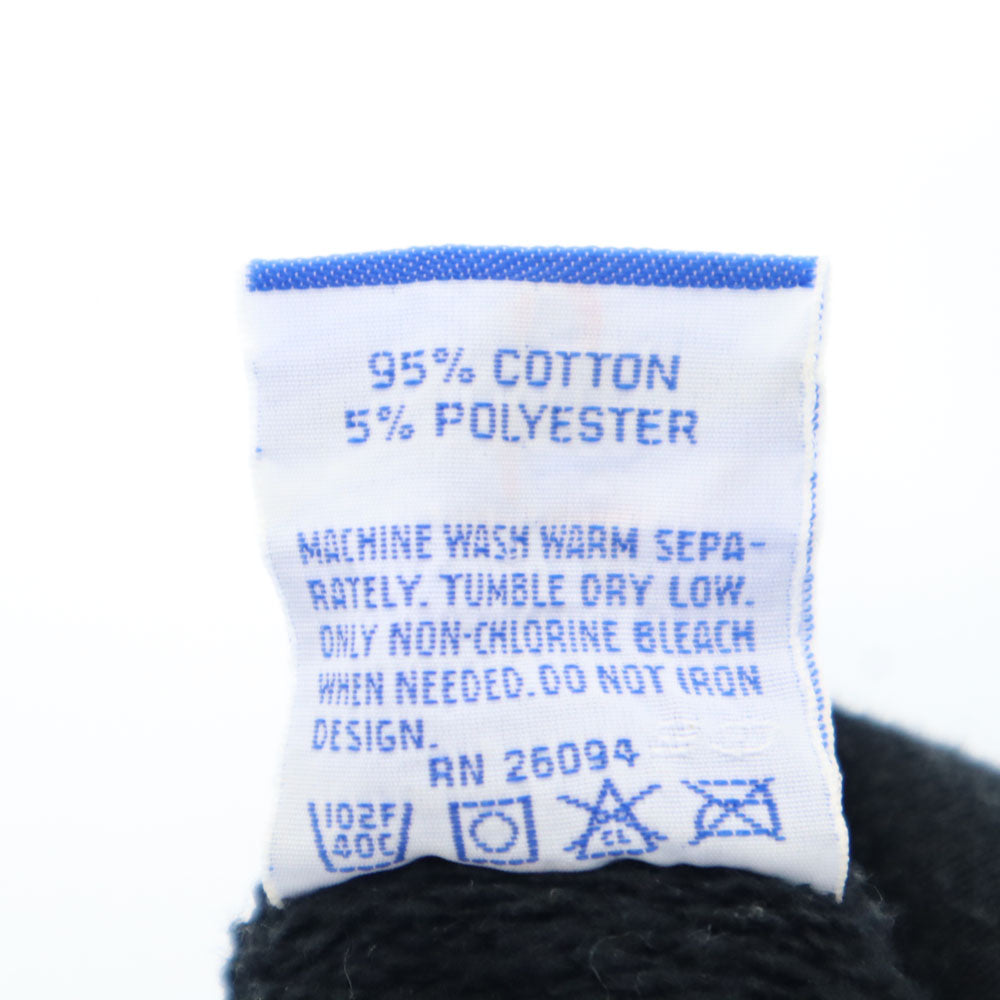 95% COTTON
5% POLYESTER
MACHINE WASH WARM SEPA-
RATELY. TUMBLE DRY LOW.
ONLY NON-CHLORINE BLEACH
WHEN NEEDED. DO NOT IRON
DESIGN.
RN 26094
102F
40C
CL